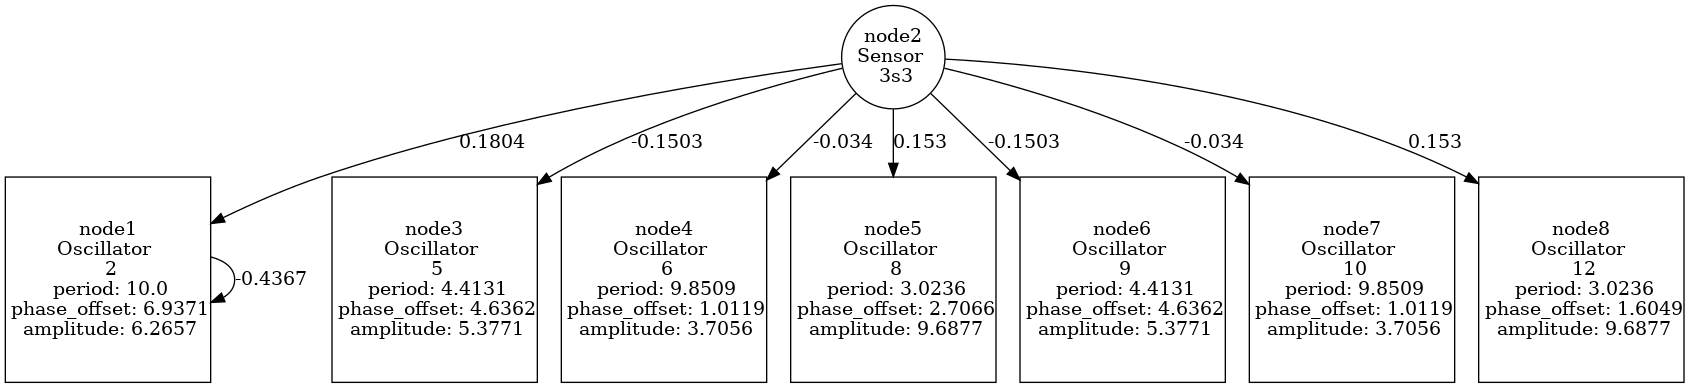 node2
Sensor
3s3
0.1804
-0.1503
-0.034
0.153
-0.1503
-0.034
0.153
node1
Oscillator
2
period: 10.0
phase_offset: 6.9371
amplitude: 6.2657
-0.4367
node3
Oscillator
5
period: 4.4131
phase_offset: 4.6362
amplitude: 5.3771
node4
Oscillator
6
period: 9.8509
phase_offset: 1.0119
amplitude: 3.7056
node5
Oscillator
8
period: 3.0236
phase_offset: 2.7066
amplitude: 9.6877
node6
Oscillator
9
period: 4.4131
phase_offset: 4.6362
amplitude: 5.3771
node7
Oscillator
10
period: 9.8509
phase_offset: 1.0119
amplitude: 3.7056
node8
Oscillator
12
period: 3.0236
phase_offset: 1.6049
amplitude: 9.6877